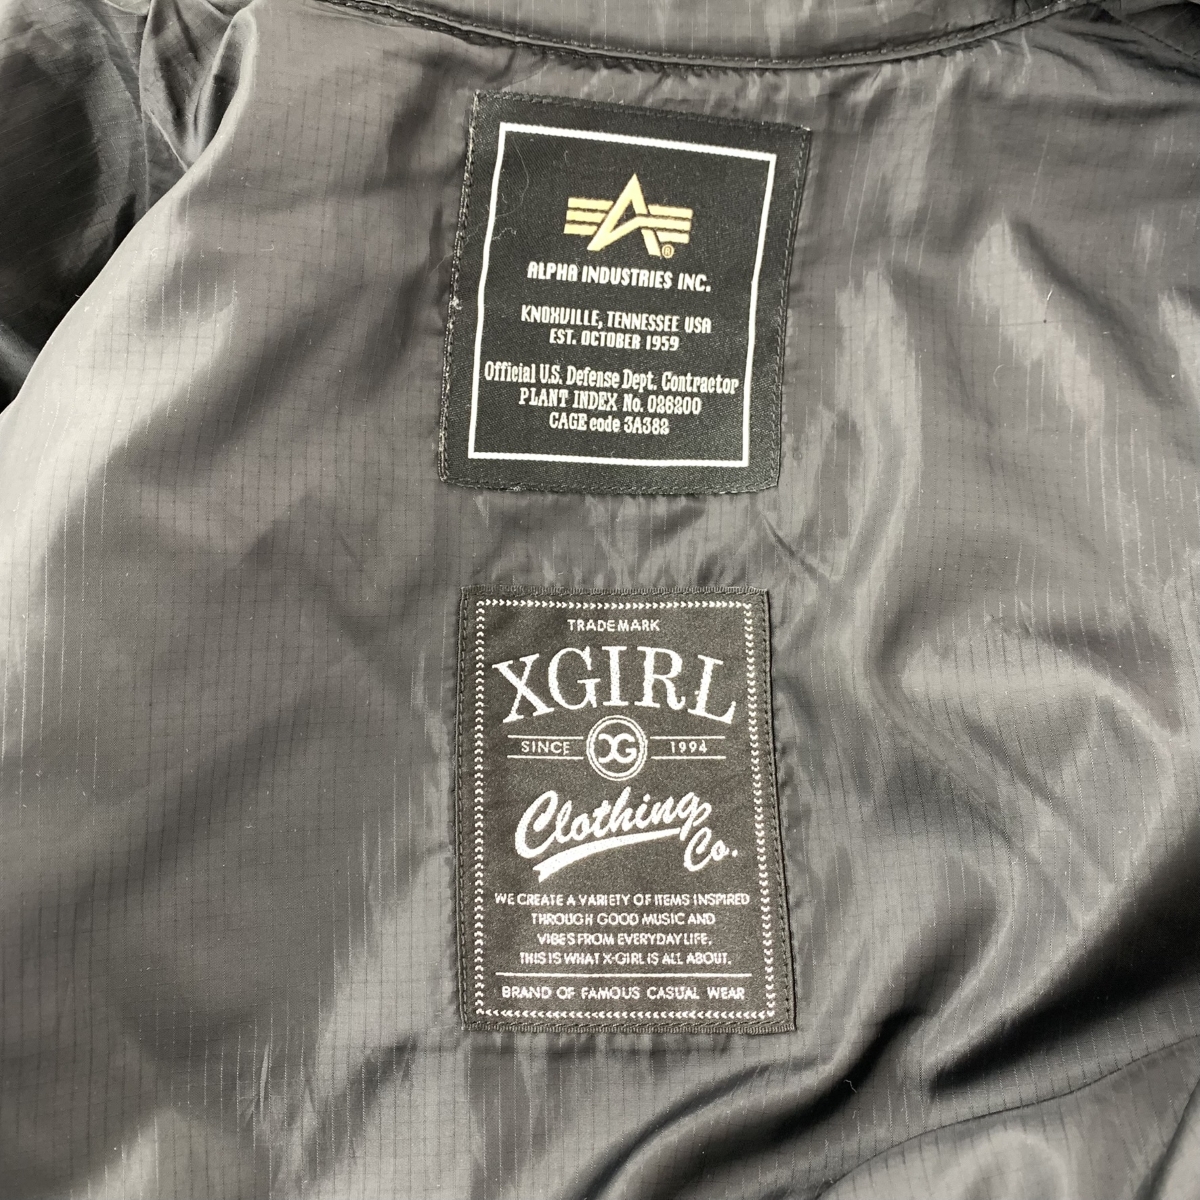 ALPHA INDUSTRIES INC.
KNOXVILLE, TENNESSEE USA
EST. OCTOBER 1959
Official U.S. Defense Dept. Contractor
PLANT INDEX No. 026200
CAGE code 3A382
TRADEMARK
XGIRL
SINCE XG 1994
Clothing
Co.
WE CREATE A VARIETY OF ITEMS INSPIRED
THROUGH GOOD MUSIC AND
VIBES FROM EVERYDAY LIFE.
THIS IS WHAT X-GIRL IS ALL ABOUT.
BRAND OF FAMOUS CASUAL WEAR